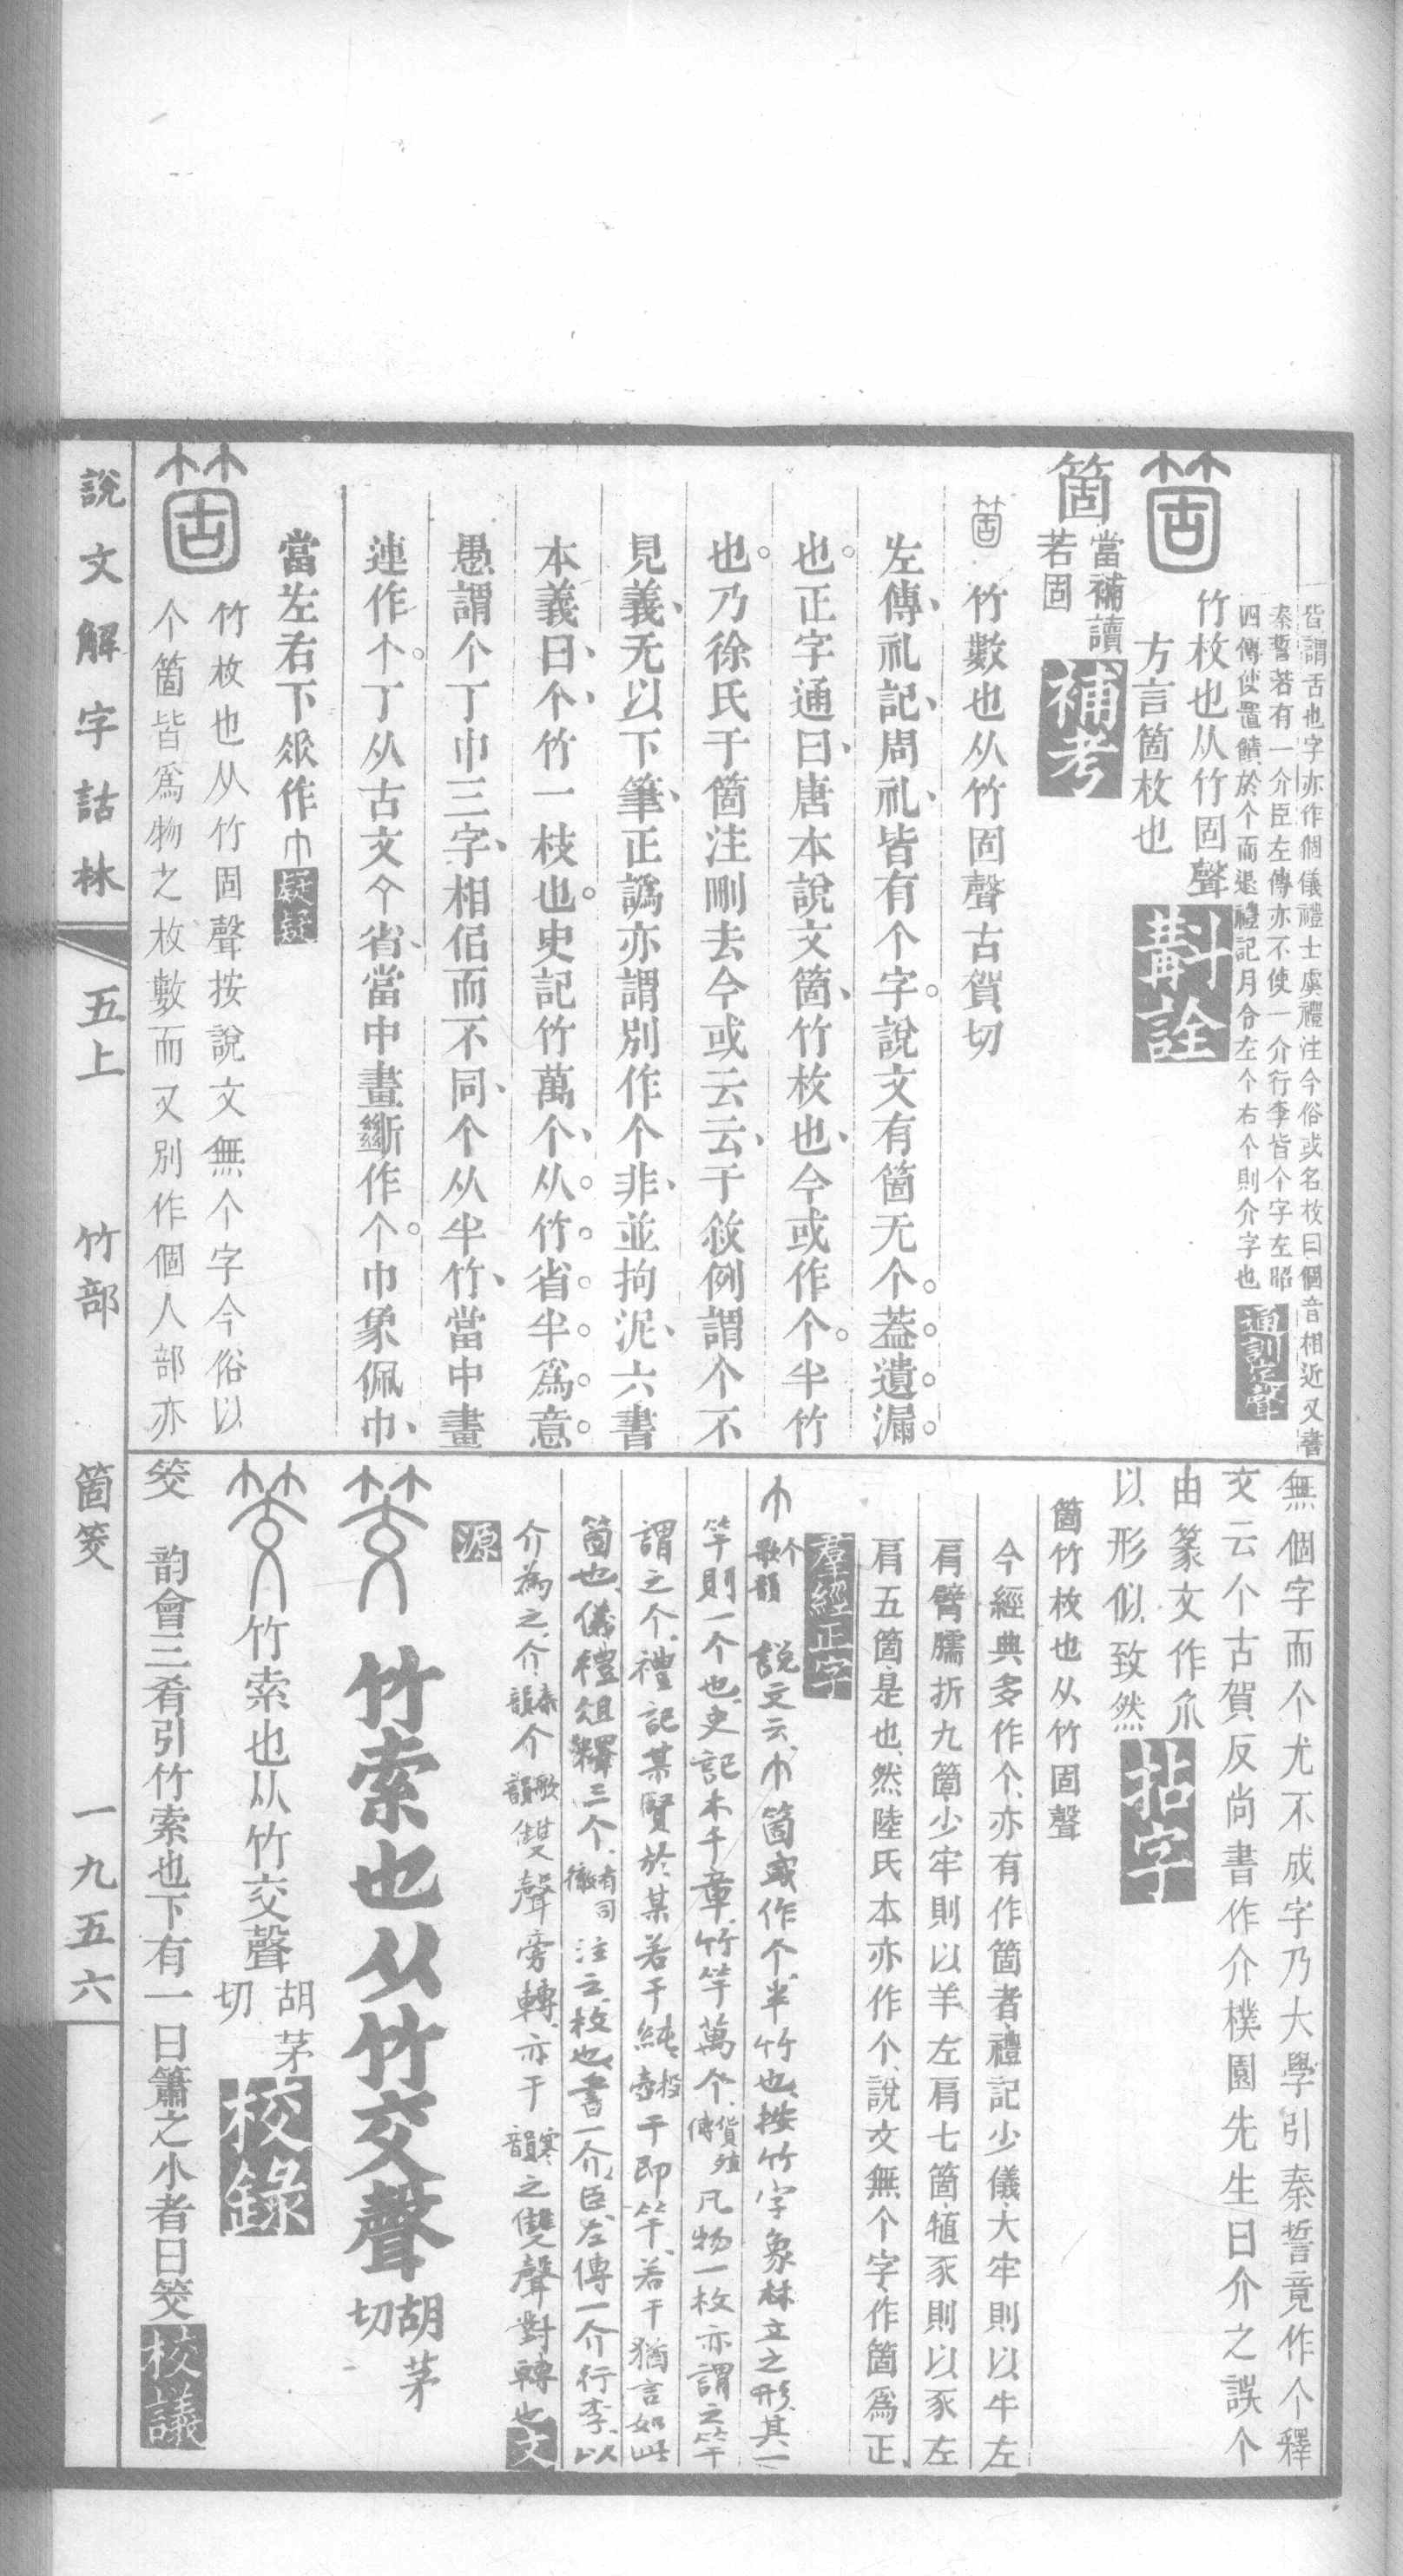 皆謂舌也字亦作個儀禮士虞禮注今俗或名枚曰個音相近又書
秦誓若有一介臣左傳亦不使一介行李皆个字左昭
四傳使寘饋於个而退禮記月令左个右个則介字也通訓定聲
箇竹枚也从竹固聲斠詮
方言箇枚也
箇當補讀
若固補考
箇竹數也从竹固聲古賀切
左傳、礼記、周礼、皆有个字。說文有箇无个。葢。遺。漏。
也。正字通曰、唐本說文箇、竹枚也、今或作个。半竹
也。乃徐氏于箇注刪去今或云云、于敘例謂个不
見義、无以下筆、正譌亦謂別作个非、並拘泥、六書
本義曰、个、竹一枝也。史記竹萬个、从。竹。省。半。爲。意。
愚謂个丁巾三字、相侣而不同、个从半竹、當中畫
連作个。丁从古文𠆢省、當中畫斷作个。巾象佩巾、
當左右下𠂢作巾疑疑
箇竹枚也从竹固聲按說文無个字今俗以
个箇皆爲物之枚數而又別作個人部亦
無個字而个尤不成字乃大學引秦誓竟作个釋
文云个古賀反尚書作介樸園先生曰介之誤个
由篆文作介
以形似致然拈字
箇竹枚也从竹固聲
今經典多作个、亦有作箇者、禮記少儀、大牢則以牛左
肩臂臑折九箇、少牢則以羊左肩七箇、犆豕則以豕左
肩五箇、是也、然陸氏本亦作个、說文無个字、作箇爲正、
羣經正字
个个歌韻說文云、个箇或作个、半竹也、按竹字象林立之形、其一
竿則一个也、史記木千章、竹竿萬个、貨殖傳凡物一枚亦謂之竿
謂之个、禮記某賢於某若干純、投壺干即竿、若干猶言如此
箇也、儀禮俎釋三个、有司徹注云、枚也、書一介臣、左傳一介行李、以
介為之、介泰韻个歌韻雙聲旁轉、亦干寒韻之雙聲對轉也文
源
筊竹索也从竹交聲胡茅切
筊竹索也从竹交聲胡茅切校錄
筊韵會三肴引竹索也下有一曰簫之小者曰筊校議
說文解字詁林 五上 竹部 箇筊 一九五六